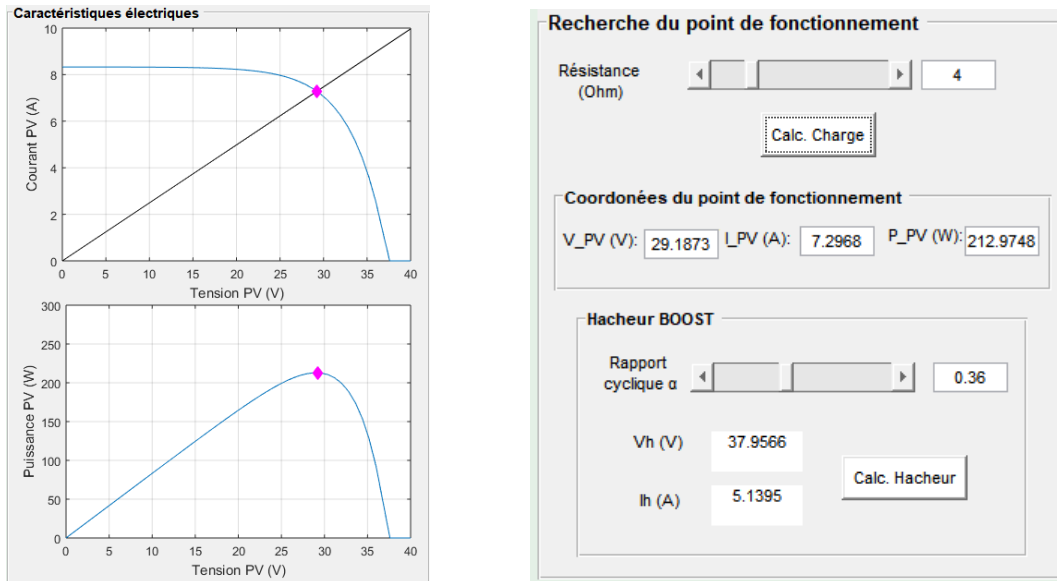 Caractéristiques électriques
10
8
6
4
2
0
Courant PV (A)
0 5 10 15 20 25 30 35 40
Tension PV (V)
300
250
200
150
100
50
0
Puissance PV (W)
0 5 10 15 20 25 30 35 40
Tension PV (V)
Recherche du point de fonctionnement
Résistance
(Ohm)
4
Calc. Charge
Coordonées du point de fonctionnement
V_PV (V): 29.1873 I_PV (A): 7.2968 P_PV (W): 212.9748
Hacheur BOOST
Rapport
cyclique α
0.36
Vh (V) 37.9566
Ih (A) 5.1395
Calc. Hacheur